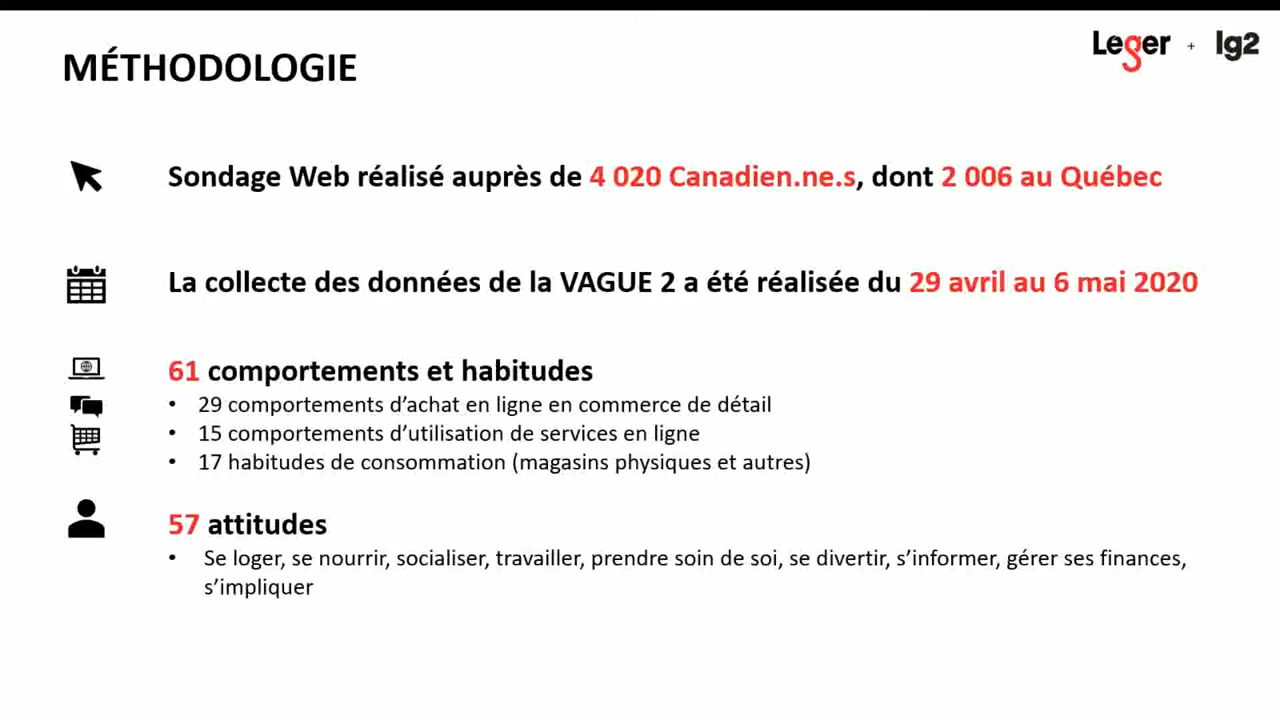 Leger + lg2
MÉTHODOLOGIE
Sondage Web réalisé auprès de 4 020 Canadien.ne.s, dont 2 006 au Québec
La collecte des données de la VAGUE 2 a été réalisée du 29 avril au 6 mai 2020
61 comportements et habitudes
• 29 comportements d’achat en ligne en commerce de détail
• 15 comportements d’utilisation de services en ligne
• 17 habitudes de consommation (magasins physiques et autres)
57 attitudes
• Se loger, se nourrir, socialiser, travailler, prendre soin de soi, se divertir, s’informer, gérer ses finances,
s’impliquer